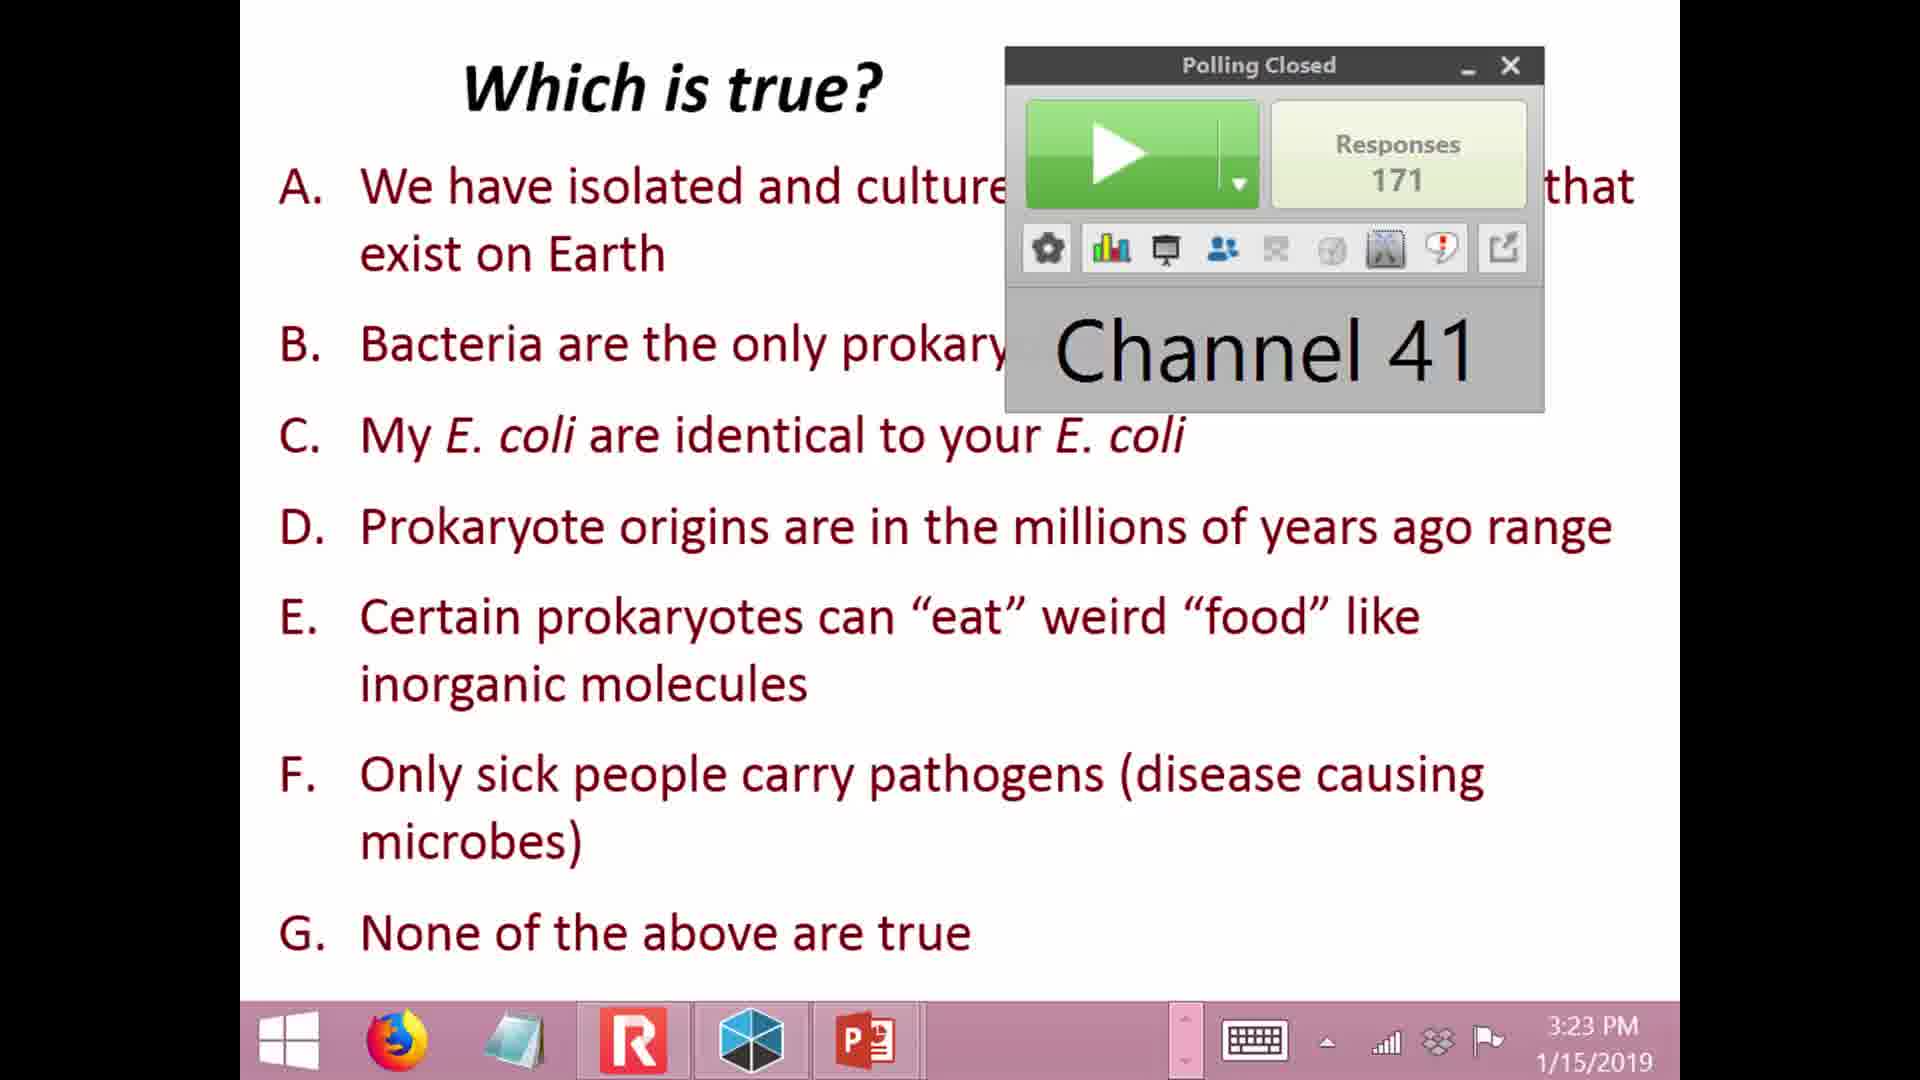 Which is true?
Polling Closed
Responses
171
Channel 41
A. We have isolated and culture that
exist on Earth
B. Bacteria are the only prokary
C. My E. coli are identical to your E. coli
D. Prokaryote origins are in the millions of years ago range
E. Certain prokaryotes can “eat” weird “food” like
inorganic molecules
F. Only sick people carry pathogens (disease causing
microbes)
G. None of the above are true
3:23 PM
1/15/2019